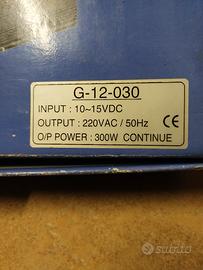 G-12-030
INPUT : 10~15VDC
OUTPUT : 220VAC / 50Hz
O/P POWER : 300W CONTINUE
CE
subito